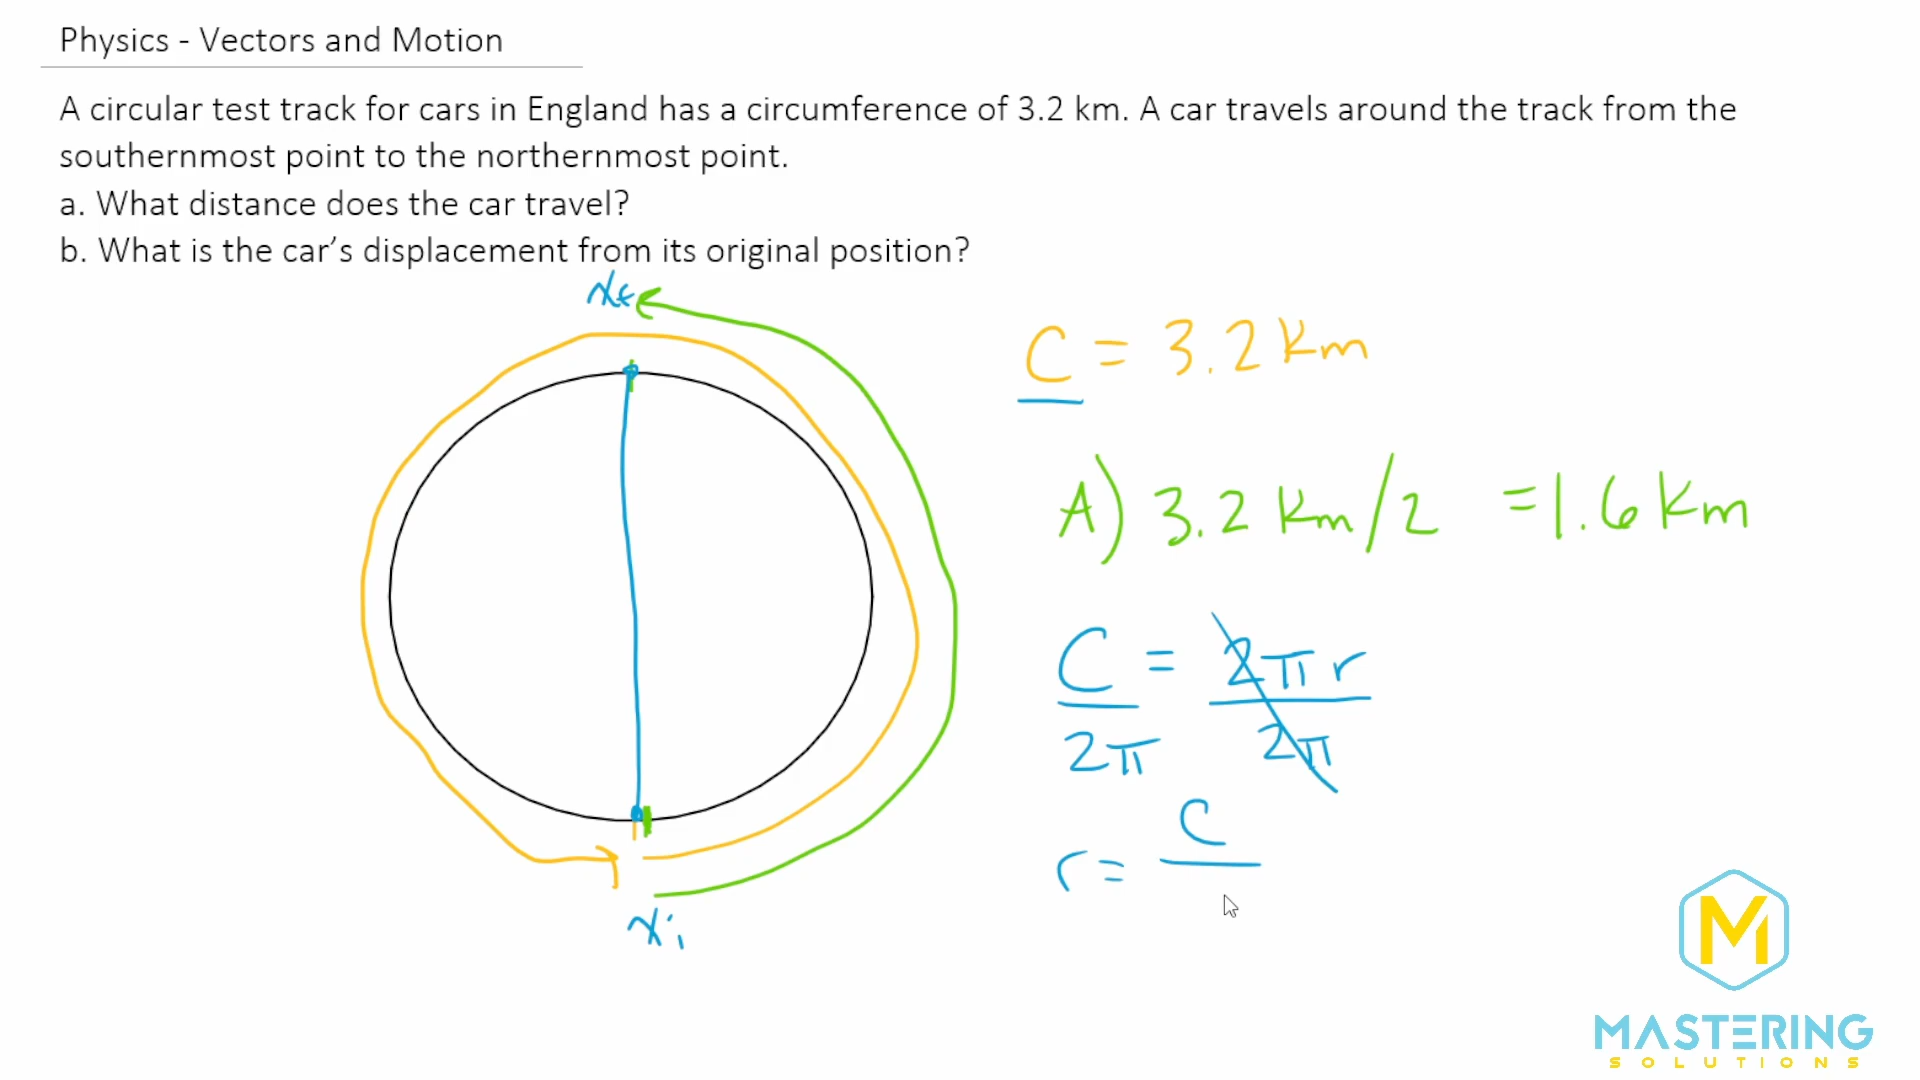 Physics - Vectors and Motion
A circular test track for cars in England has a circumference of 3.2 km. A car travels around the track from the
southernmost point to the northernmost point.
a. What distance does the car travel?
b. What is the car’s displacement from its original position?
xf
C = 3.2 km
A) 3.2 km/2 = 1.6 km
C = 2πr
2π 2π
C
r =
xi
M
MASTERING
SOLUTIONS